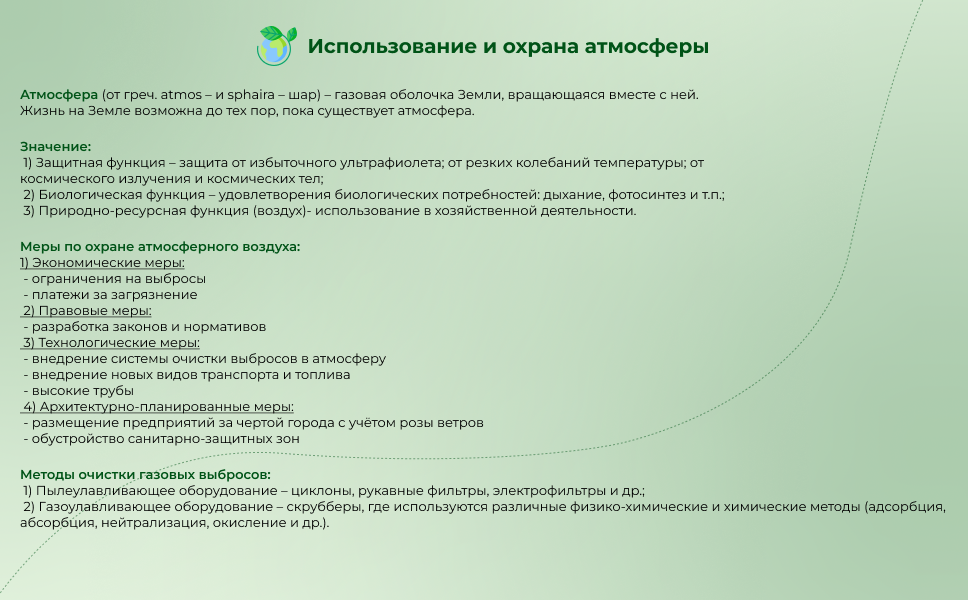 Использование и охрана атмосферы
Атмосфера (от греч. atmos – и sphaira – шар) – газовая оболочка Земли, вращающаяся вместе с ней.
Жизнь на Земле возможна до тех пор, пока существует атмосфера.
Значение:
1) Защитная функция – защита от избыточного ультрафиолета; от резких колебаний температуры; от
космического излучения и космических тел;
2) Биологическая функция – удовлетворения биологических потребностей: дыхание, фотосинтез и т.п.;
3) Природно-ресурсная функция (воздух)- использование в хозяйственной деятельности.
Меры по охране атмосферного воздуха:
1) Экономические меры:
- ограничения на выбросы
- платежи за загрязнение
2) Правовые меры:
- разработка законов и нормативов
3) Технологические меры:
- внедрение системы очистки выбросов в атмосферу
- внедрение новых видов транспорта и топлива
- высокие трубы
4) Архитектурно-планированные меры:
- размещение предприятий за чертой города с учётом розы ветров
- обустройство санитарно-защитных зон
Методы очистки газовых выбросов:
1) Пылеулавливающее оборудование – циклоны, рукавные фильтры, электрофильтры и др.;
2) Газоулавливающее оборудование – скрубберы, где используются различные физико-химические и химические методы (адсорбция,
абсорбция, нейтрализация, окисление и др.).